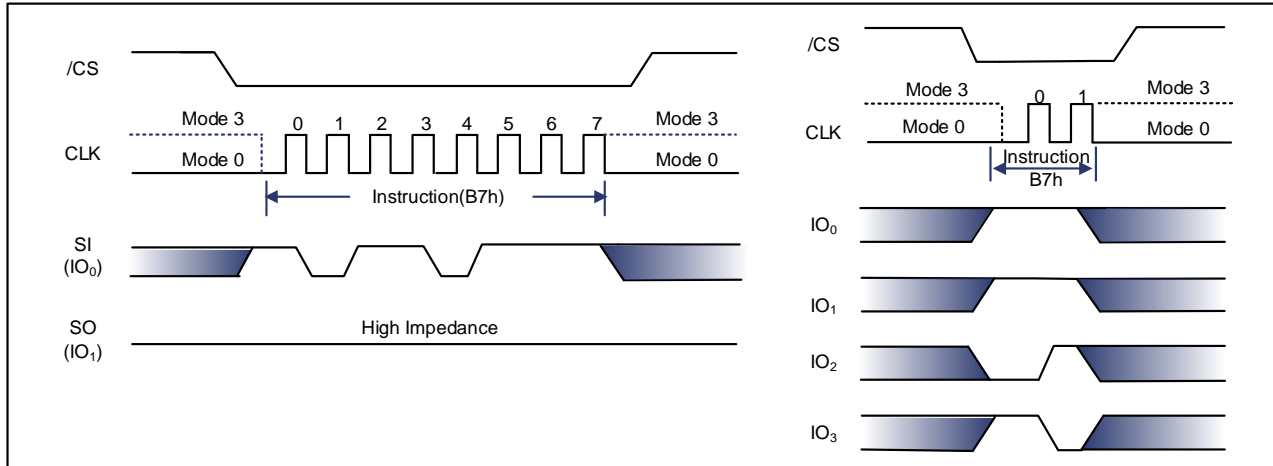 /CS
Mode 3 0 1 2 3 4 5 6 7 Mode 3
CLK Mode 0 Mode 0
Instruction(B7h)
SI
(IO0)
SO High Impedance
(IO1)
/CS
Mode 3 0 1 Mode 3
CLK Mode 0 Mode 0
Instruction
B7h
IO0
IO1
IO2
IO3